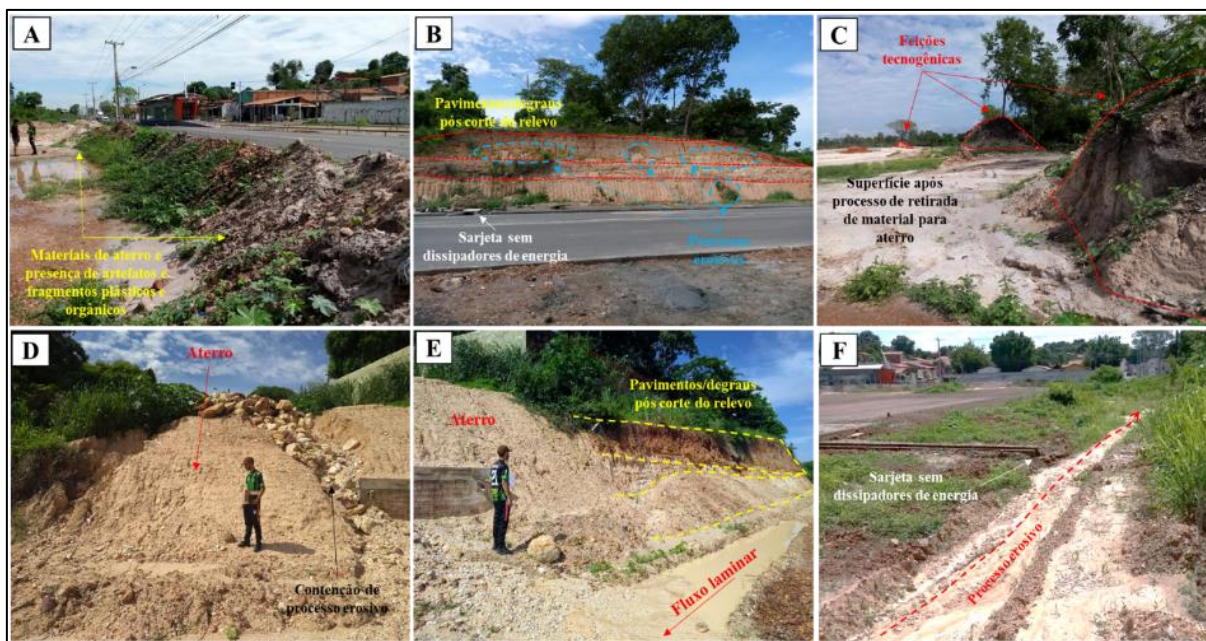 A
Materiais de aterro e
presença de artefatos e
fragmentos plásticos e
orgânicos
B
Pavimentos/degraus
pós corte do relevo
Sarjeta sem
dissipadores de energia
Processos
erosivos
C
Feições
tecnogênicas
Superfície após
processo de retirada
de material para
aterro
D
Aterro
Contenção de
processo erosivo
E
Pavimentos/degraus
pós corte do relevo
Aterro
Fluxo laminar
F
Sarjeta sem
dissipadores de energia
Processo erosivo